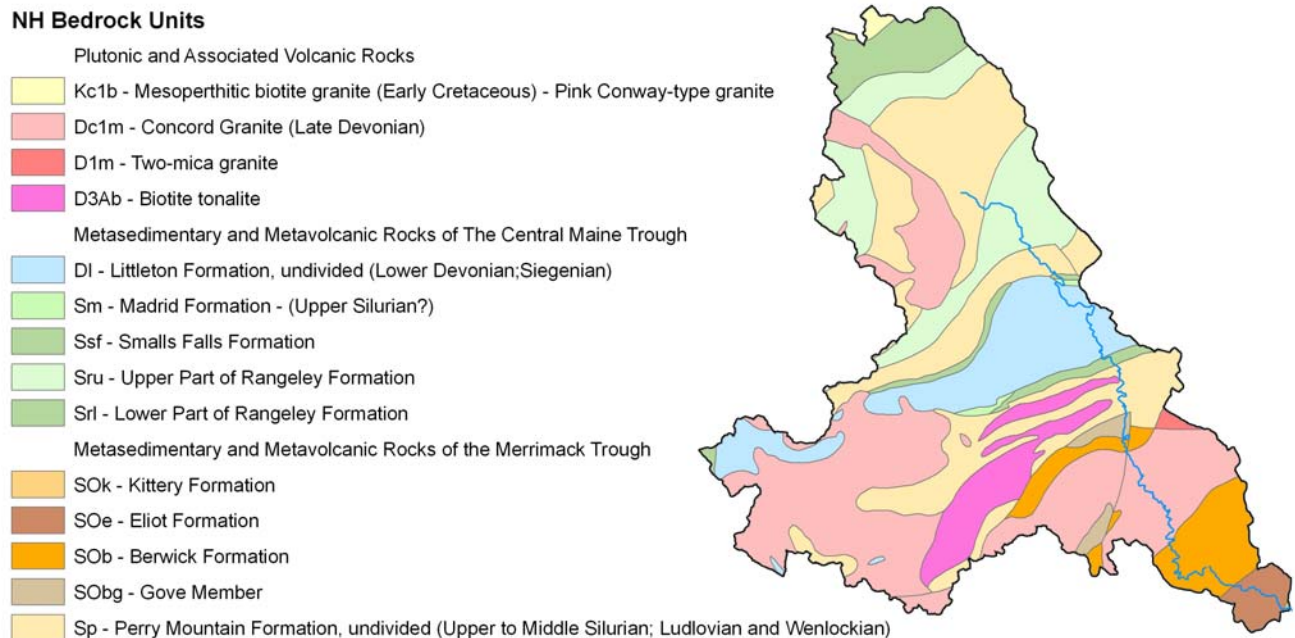 NH Bedrock Units
Plutonic and Associated Volcanic Rocks
Kc1b - Mesoperthitic biotite granite (Early Cretaceous) - Pink Conway-type granite
Dc1m - Concord Granite (Late Devonian)
D1m - Two-mica granite
D3Ab - Biotite tonalite
Metasedimentary and Metavolcanic Rocks of The Central Maine Trough
Dl - Littleton Formation, undivided (Lower Devonian;Siegenian)
Sm - Madrid Formation - (Upper Silurian?)
Ssf - Smalls Falls Formation
Sru - Upper Part of Rangeley Formation
Srl - Lower Part of Rangeley Formation
Metasedimentary and Metavolcanic Rocks of the Merrimack Trough
SOk - Kittery Formation
SOe - Eliot Formation
SOb - Berwick Formation
SObg - Gove Member
Sp - Perry Mountain Formation, undivided (Upper to Middle Silurian; Ludlovian and Wenlockian)